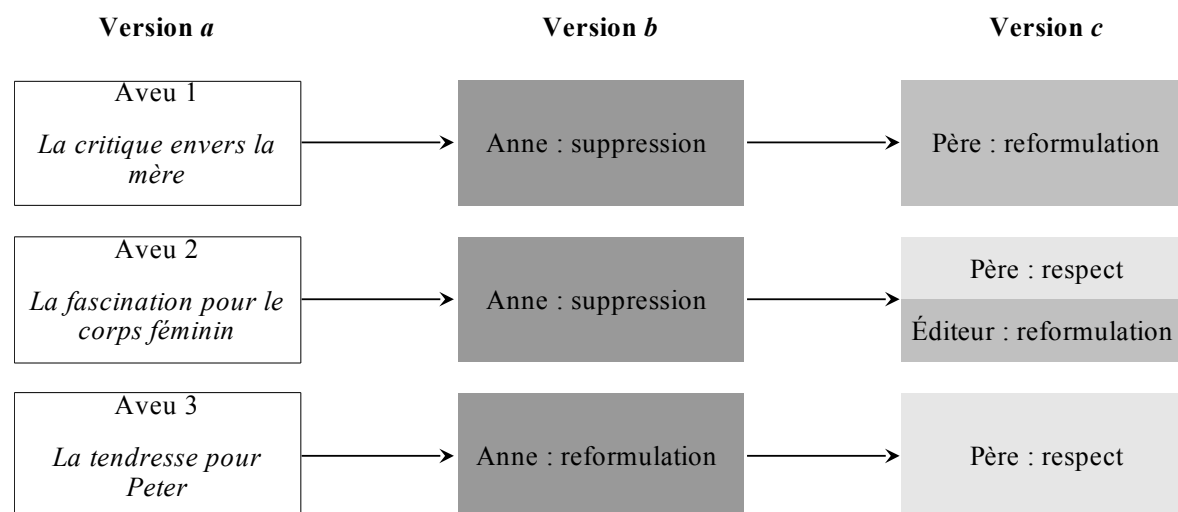 Version a
Version b
Version c
Aveu 1
La critique envers la
mère
Anne : suppression
Père : reformulation
Aveu 2
La fascination pour le
corps féminin
Anne : suppression
Père : respect
Éditeur : reformulation
Aveu 3
La tendresse pour
Peter
Anne : reformulation
Père : respect